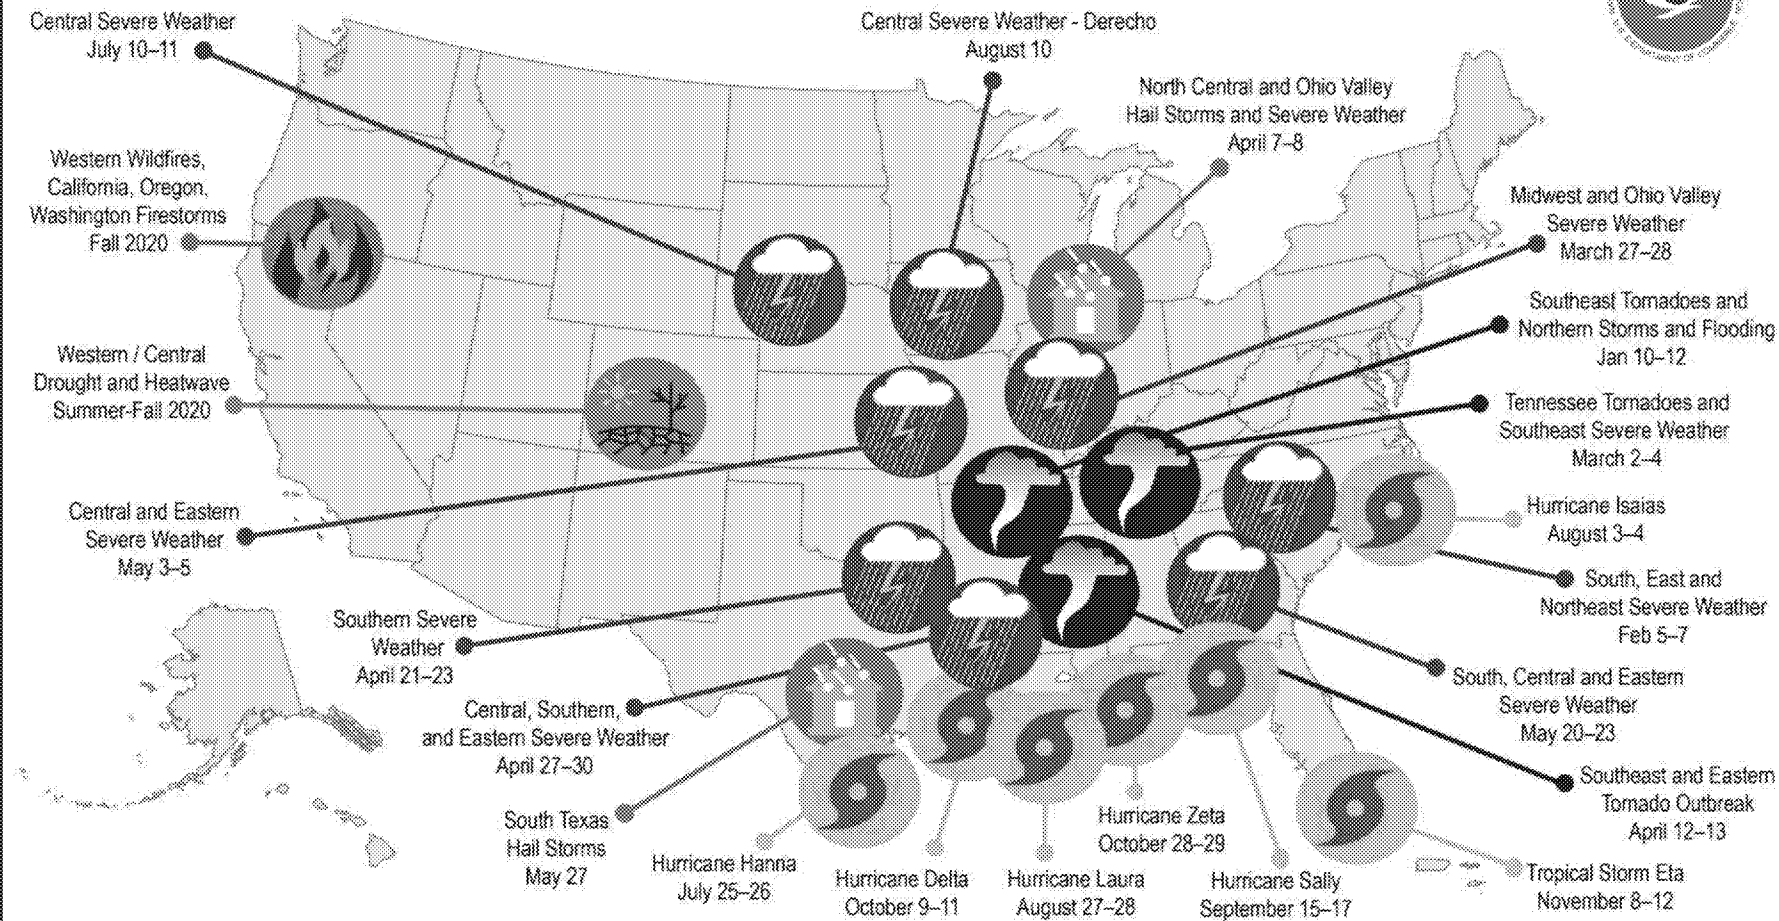 Central Severe Weather
July 10–11
Central Severe Weather - Derecho
August 10
North Central and Ohio Valley
Hail Storms and Severe Weather
April 7–8
Western Wildfires,
California, Oregon,
Washington Firestorms
Fall 2020
Midwest and Ohio Valley
Severe Weather
March 27–28
Southeast Tornadoes and
Northern Storms and Flooding
Jan 10–12
Western / Central
Drought and Heatwave
Summer-Fall 2020
Tennessee Tornadoes and
Southeast Severe Weather
March 2–4
Central and Eastern
Severe Weather
May 3–5
Hurricane Isaias
August 3–4
South, East and
Northeast Severe Weather
Feb 5–7
Southern Severe
Weather
April 21–23
South, Central and Eastern
Severe Weather
May 20–23
Central, Southern,
and Eastern Severe Weather
April 27–30
Southeast and Eastern
Tornado Outbreak
April 12–13
South Texas
Hail Storms
May 27
Hurricane Hanna
July 25–26
Hurricane Delta
October 9–11
Hurricane Laura
August 27–28
Hurricane Zeta
October 28–29
Hurricane Sally
September 15–17
Tropical Storm Eta
November 8–12